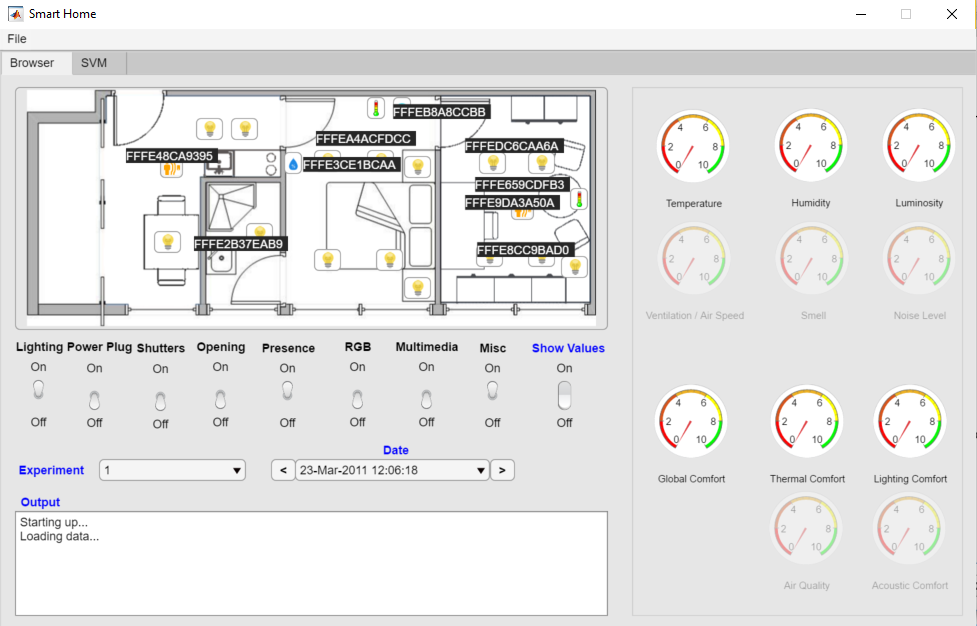 Smart Home
File
Browser SVM
FFFEB8A8CCBB
FFFEA4ACFDCC
FFFEDC6CAA6A
FFFE48CA9395
FFFE3CE1BCAA
FFFE659CDFB3
FFFE9DA3A50A
FFFE2B37EAB9
FFFE8CC9BAD0
Lighting Power Plug Shutters Opening Presence RGB Multimedia Misc Show Values
On On On On On On On On On
Off Off Off Off Off Off Off Off Off
Date
Experiment 1 < 23-Mar-2011 12:06:18 >
Output
Starting up...
Loading data...
0 2 4 6 8 10
0 2 4 6 8 10
0 2 4 6 8 10
Temperature Humidity Luminosity
0 2 4 6 8 10
0 2 4 6 8 10
0 2 4 6 8 10
Ventilation / Air Speed Smell Noise Level
0 2 4 6 8 10
0 2 4 6 8 10
0 2 4 6 8 10
Global Comfort Thermal Comfort Lighting Comfort
0 2 4 6 8 10
0 2 4 6 8 10
Air Quality Acoustic Comfort